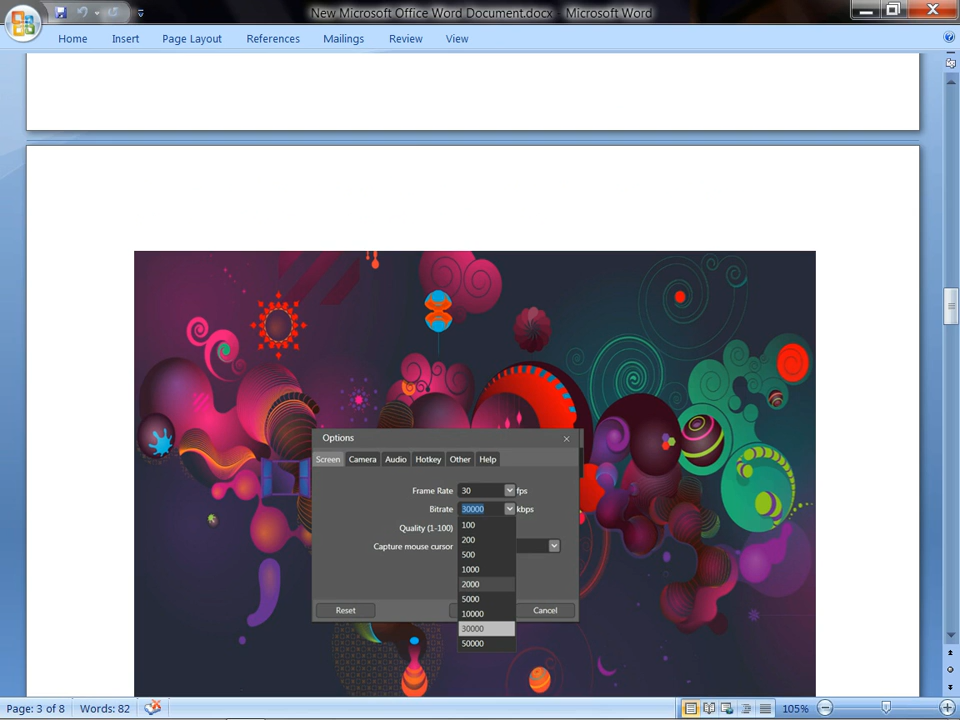 New Microsoft Office Word Document.docx - Microsoft Word
Home Insert Page Layout References Mailings Review View
Options
Screen Camera Audio Hotkey Other Help
Frame Rate 30 fps
Bitrate 30000 kbps
Quality (1-100)
Capture mouse cursor
100
200
500
1000
2000
5000
10000
30000
50000
Reset Cancel
Page: 3 of 8 Words: 82 105%